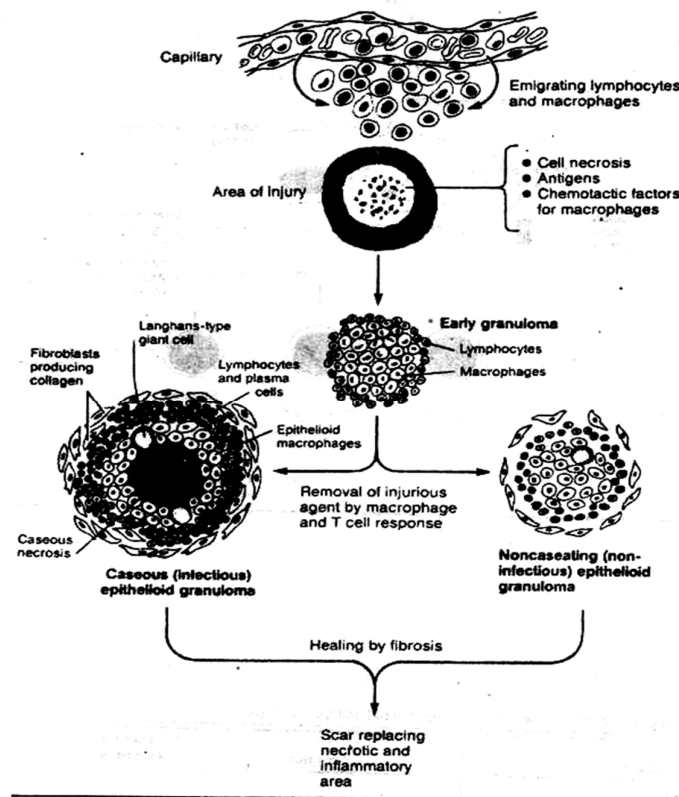 Capillary
Emigrating lymphocytes
and macrophages
Area of Injury
● Cell necrosis
● Antigens
● Chemotactic factors
for macrophages
Early granuloma
Lymphocytes
Macrophages
Langhans-type
giant cell
Fibroblasts
producing
collagen
Lymphocytes
and plasma
cells
Epithelioid
macrophages
Removal of injurious
agent by macrophage
and T cell response
Caseous
necrosis
Caseous (infectious)
epithelioid granuloma
Noncaseating (non-
infectious) epithelioid
granuloma
Healing by fibrosis
Scar replacing
necrotic and
inflammatory
area